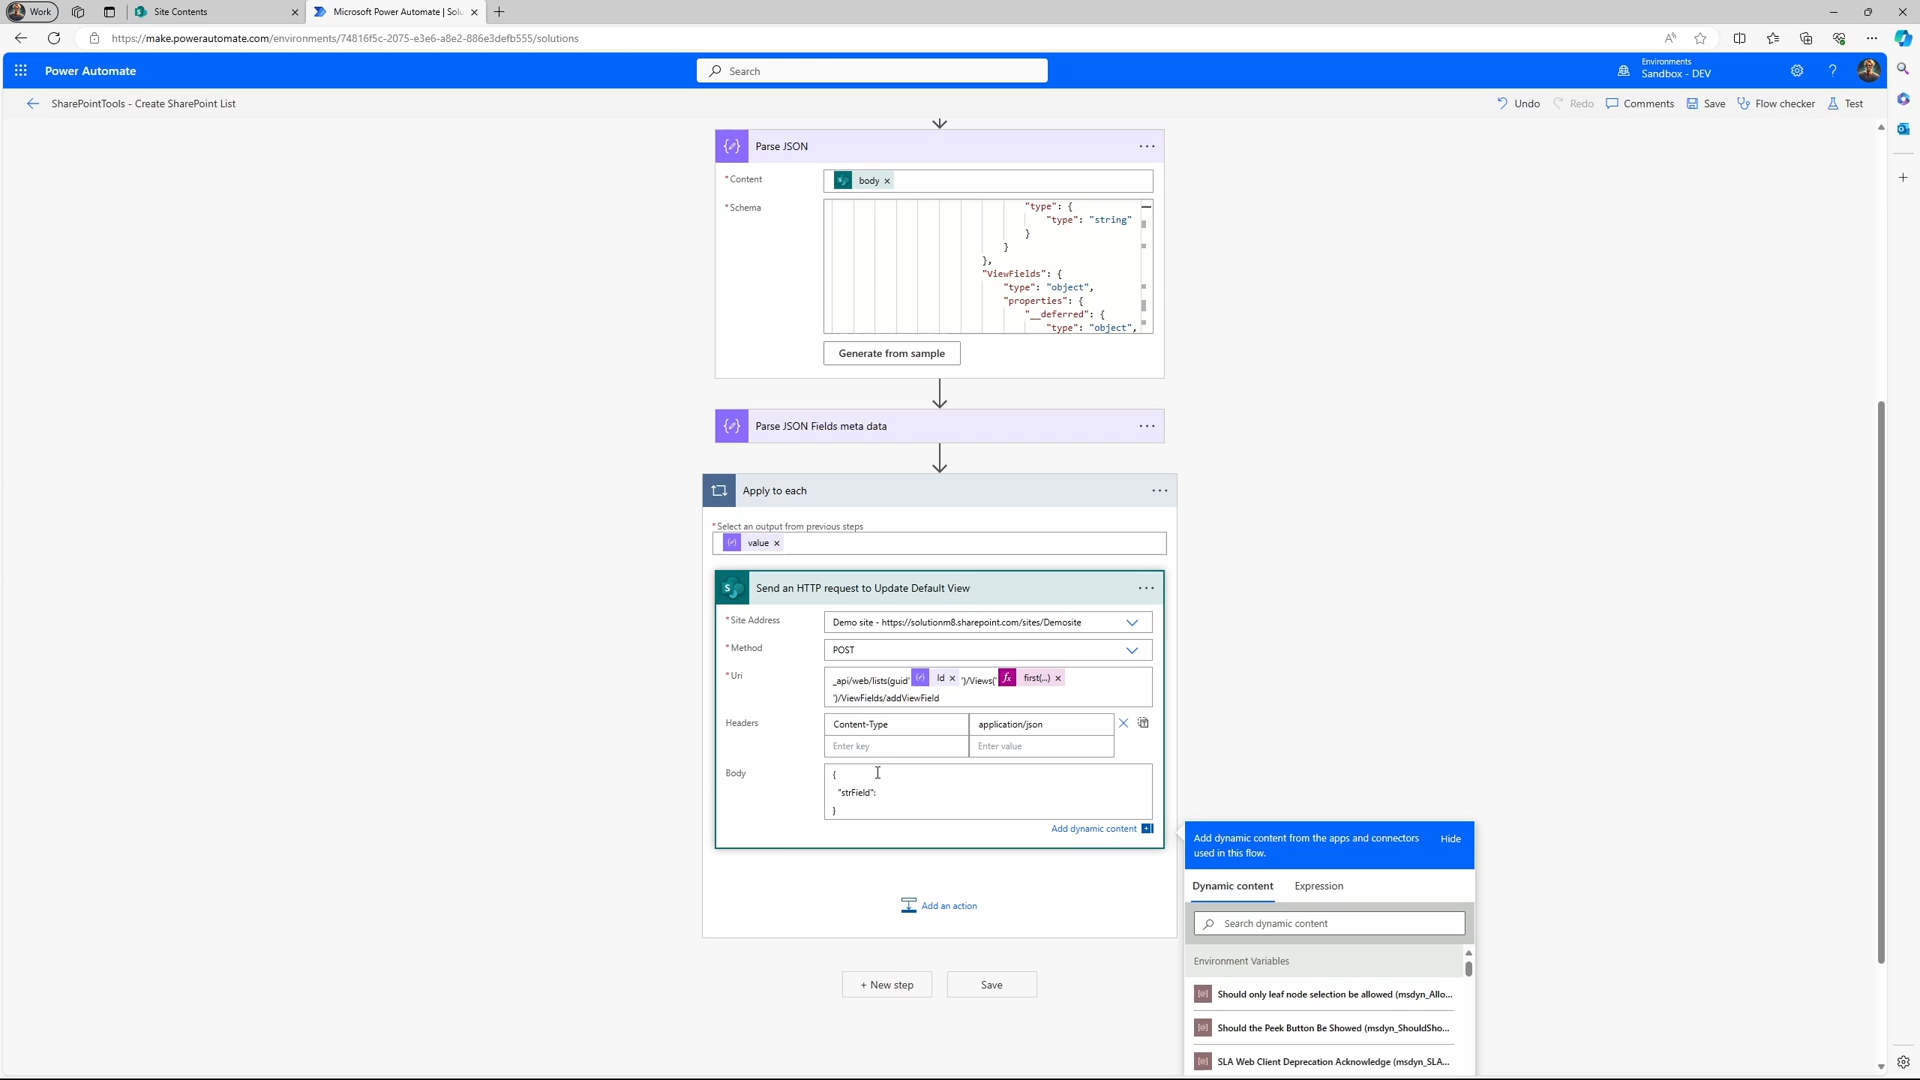 Work
Site Contents
Microsoft Power Automate | Solu
https://make.powerautomate.com/environments/74816f5c-2075-e3e6-a8e2-886e3defb555/solutions
Power Automate
Search
Environments
Sandbox - DEV
SharePointTools - Create SharePoint List
Undo
Redo
Comments
Save
Flow checker
Test
Parse JSON
* Content
body
* Schema
"type": {
"type": "string"
}
}
},
"ViewFields": {
"type": "object",
"properties": {
"__deferred": {
"type": "object",
Generate from sample
Parse JSON Fields meta data
Apply to each
* Select an output from previous steps
value
Send an HTTP request to Update Default View
* Site Address
Demo site - https://solutionm8.sharepoint.com/sites/Demosite
* Method
POST
* Uri
_api/web/lists(guid' Id ')/Views(' first(...)
')/ViewFields/addViewField
Headers
Content-Type
application/json
Enter key
Enter value
Body
{
"strField":
}
Add dynamic content
Add dynamic content from the apps and connectors
used in this flow.
Hide
Dynamic content
Expression
Search dynamic content
Environment Variables
Should only leaf node selection be allowed (msdyn_Allo...
Should the Peek Button Be Showed (msdyn_ShouldSho...
SLA Web Client Deprecation Acknowledge (msdyn_SLA...
Add an action
+ New step
Save